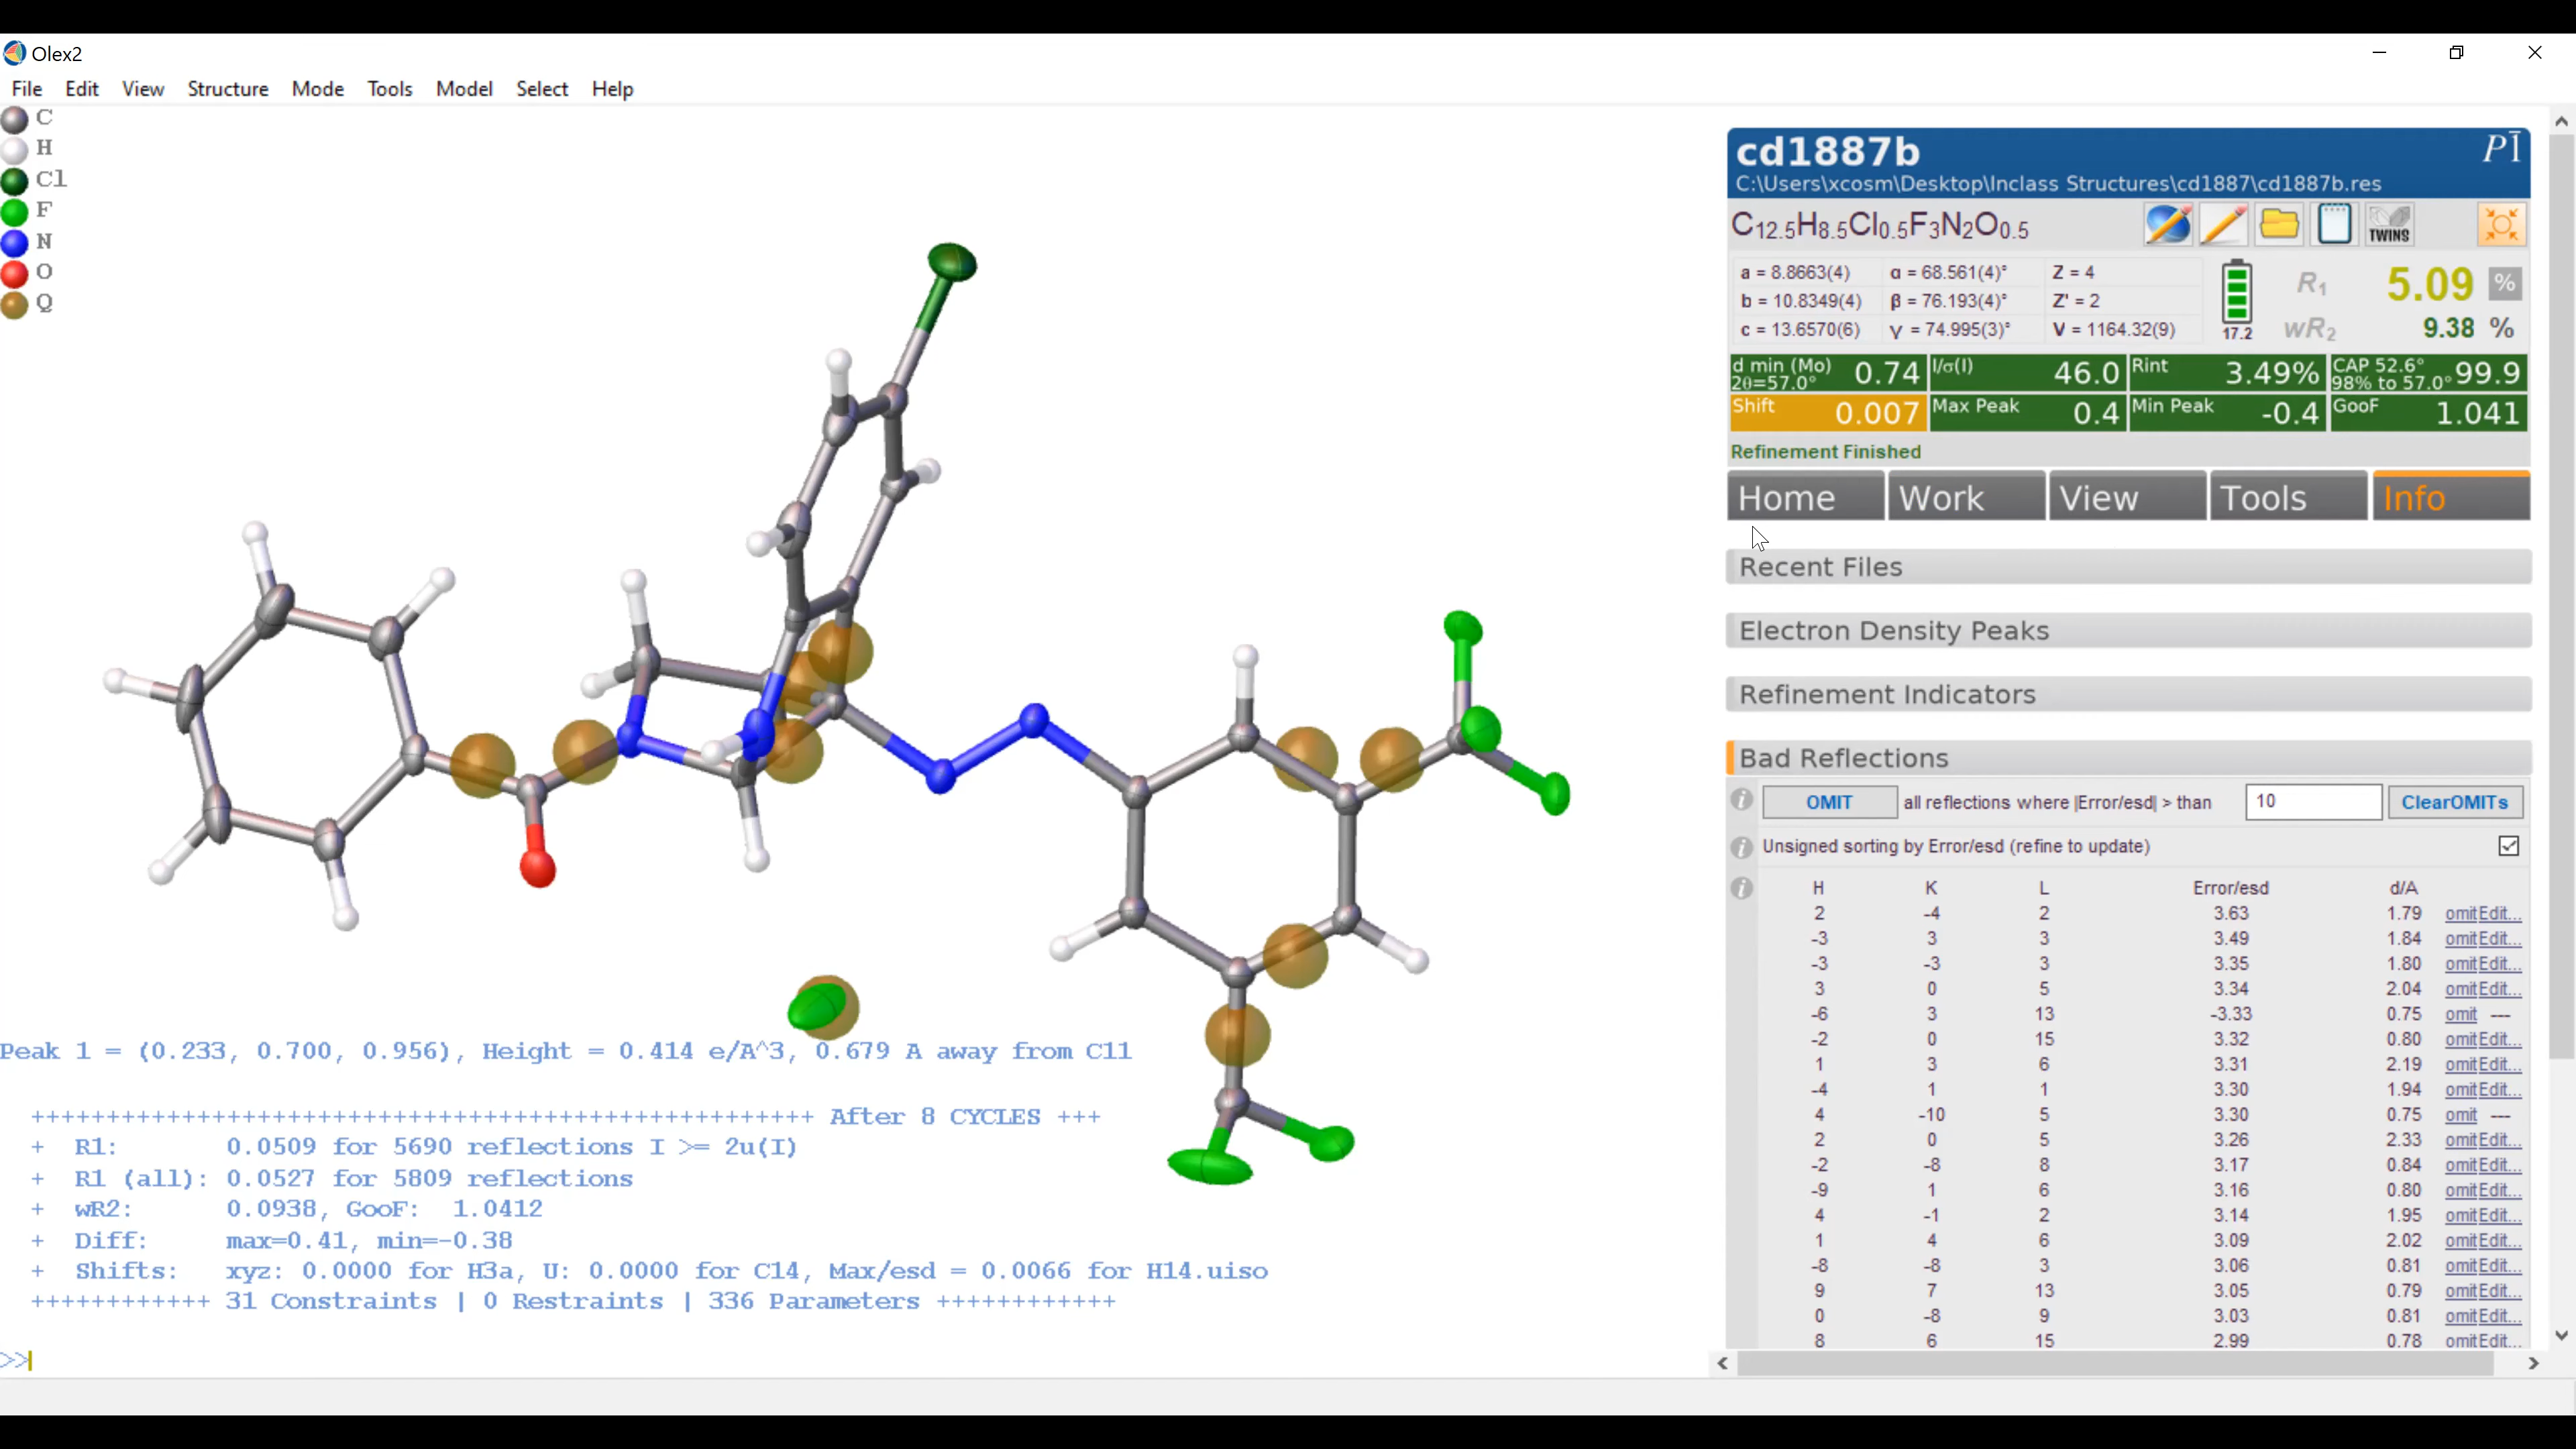 Olex2
File Edit View Structure Mode Tools Model Select Help
C
H
Cl
F
N
O
Q
cd1887b P1̄
C:\Users\xcosm\Desktop\Inclass Structures\cd1887\cd1887b.res
C12.5H8.5Cl0.5F3N2O0.5 TWINS
a = 8.8663(4) α = 68.561(4)° Z = 4
b = 10.8349(4) β = 76.193(4)° Z' = 2
c = 13.6570(6) γ = 74.995(3)° V = 1164.32(9)
17.2
R1 5.09 %
wR2 9.38 %
d min (Mo) 2θ=57.0° 0.74 I/σ(I) 46.0 Rint 3.49% CAP 52.6° 98% to 57.0° 99.9
Shift 0.007 Max Peak 0.4 Min Peak -0.4 GooF 1.041
Refinement Finished
Home Work View Tools Info
Recent Files
Electron Density Peaks
Refinement Indicators
Bad Reflections
OMIT all reflections where |Error/esd| > than 10 ClearOMITs
Unsigned sorting by Error/esd (refine to update)
H K L Error/esd d/A
2 -4 2 3.63 1.79 omit Edit...
-3 3 3 3.49 1.84 omit Edit...
-3 -3 3 3.35 1.80 omit Edit...
3 0 5 3.34 2.04 omit Edit...
-6 3 13 -3.33 0.75 omit ---
-2 0 15 3.32 0.80 omit Edit...
1 3 6 3.31 2.19 omit Edit...
-4 1 1 3.30 1.94 omit Edit...
4 -10 5 3.30 0.75 omit ---
2 0 5 3.26 2.33 omit Edit...
-2 -8 8 3.17 0.84 omit Edit...
-9 1 6 3.16 0.80 omit Edit...
4 -1 2 3.14 1.95 omit Edit...
1 4 6 3.09 2.02 omit Edit...
-8 -8 3 3.06 0.81 omit Edit...
9 7 13 3.05 0.79 omit Edit...
0 -8 9 3.03 0.81 omit Edit...
8 6 15 2.99 0.78 omit Edit...
Peak 1 = (0.233, 0.700, 0.956), Height = 0.414 e/A^3, 0.679 A away from C11
++++++++++++++++++++++++++++++++++++++++++++++++++++ After 8 CYCLES +++
+ R1: 0.0509 for 5690 reflections I >= 2u(I)
+ R1 (all): 0.0527 for 5809 reflections
+ wR2: 0.0938, GooF: 1.0412
+ Diff: max=0.41, min=-0.38
+ Shifts: xyz: 0.0000 for H3a, U: 0.0000 for C14, Max/esd = 0.0066 for H14.uiso
++++++++++++ 31 Constraints | 0 Restraints | 336 Parameters ++++++++++++
>>